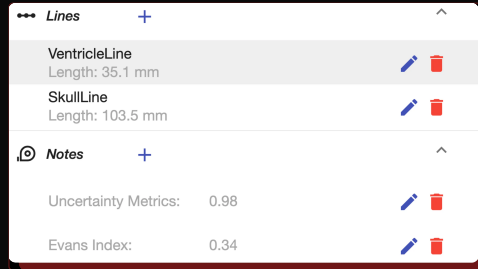 Lines
VentricleLine
Length: 35.1 mm
SkullLine
Length: 103.5 mm
Notes
Uncertainty Metrics: 0.98
Evans Index: 0.34